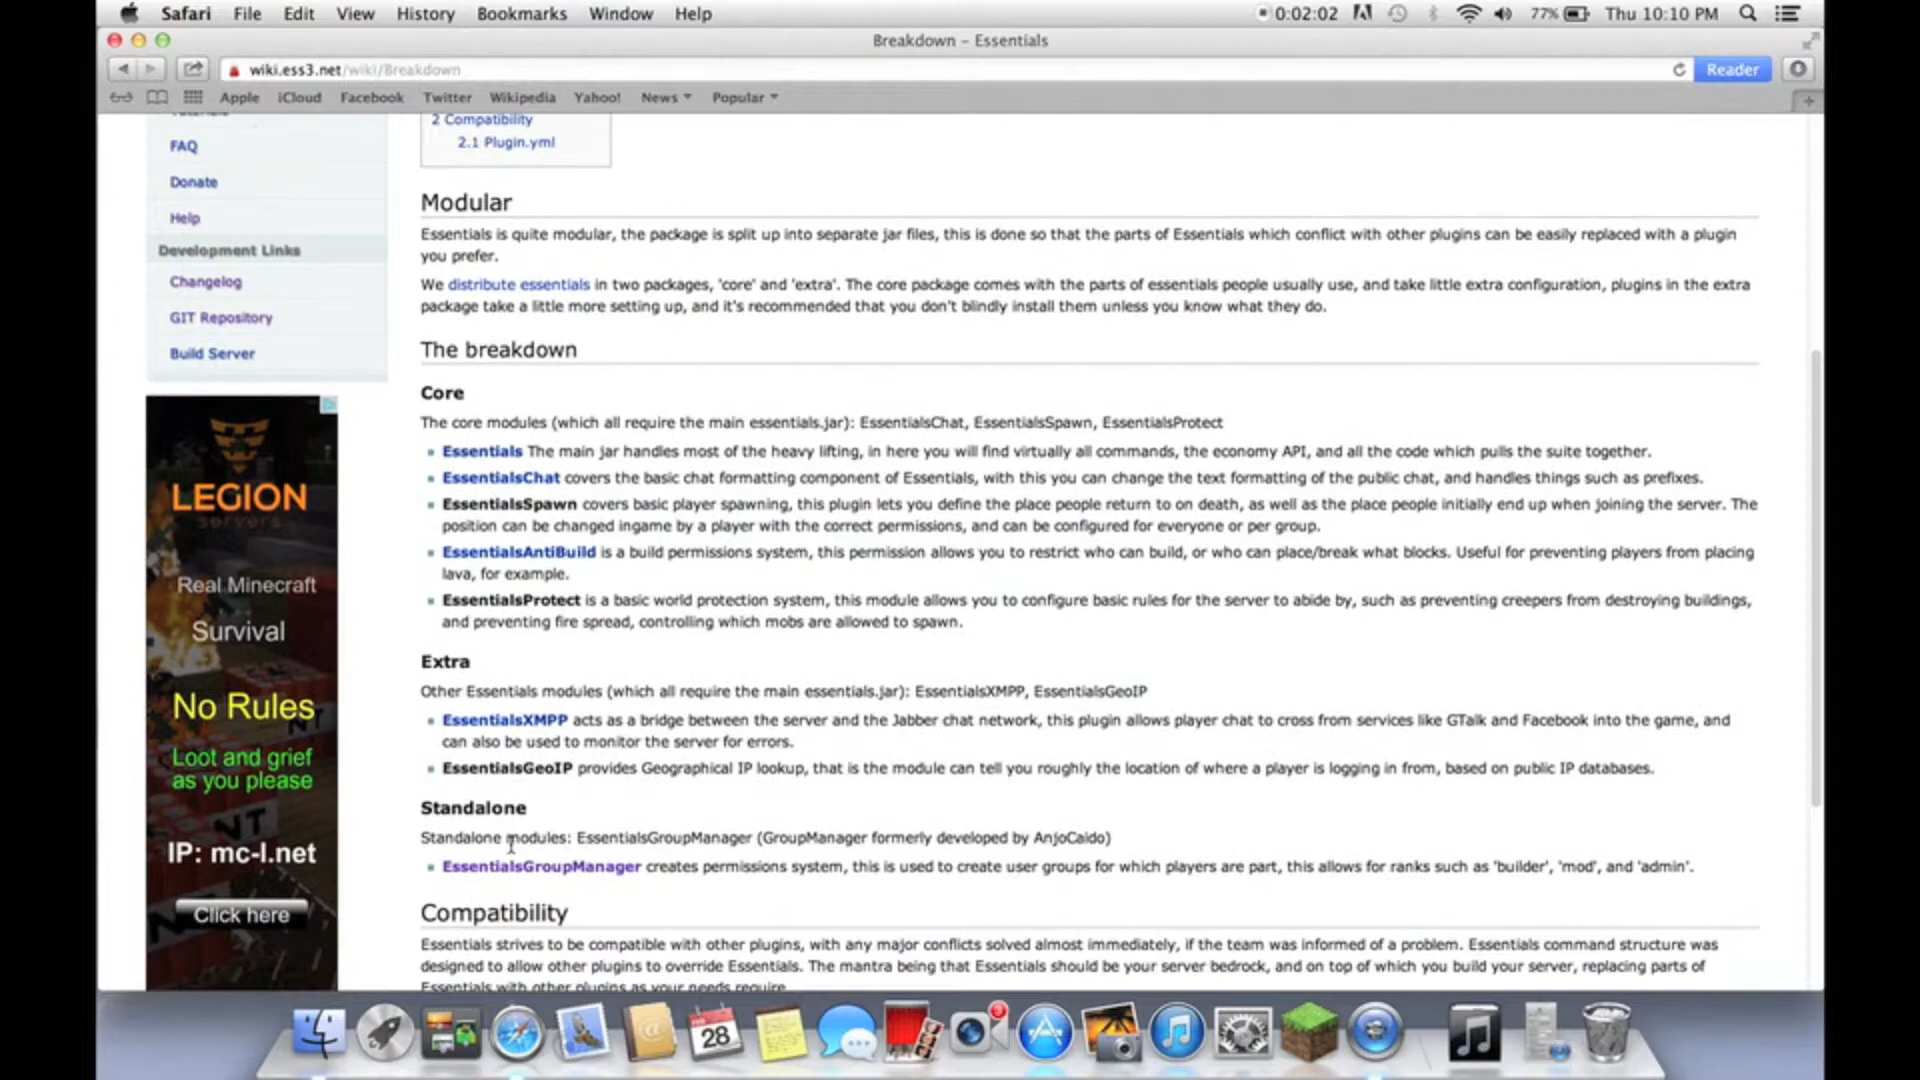 Safari File Edit View History Bookmarks Window Help 0:02:02 77% Thu 10:10 PM
Breakdown – Essentials
wiki.ess3.net/wiki/Breakdown Reader
Apple iCloud Facebook Twitter Wikipedia Yahoo! News Popular
Tutorials
FAQ
Donate
Help
Development Links
Changelog
GIT Repository
Build Server
LEGION
servers
Real Minecraft
Survival
No Rules
Loot and grief
as you please
IP: mc-l.net
Click here
2 Compatibility
2.1 Plugin.yml
Modular
Essentials is quite modular, the package is split up into separate jar files, this is done so that the parts of Essentials which conflict with other plugins can be easily replaced with a plugin
you prefer.
We distribute essentials in two packages, 'core' and 'extra'. The core package comes with the parts of essentials people usually use, and take little extra configuration, plugins in the extra
package take a little more setting up, and it's recommended that you don't blindly install them unless you know what they do.
The breakdown
Core
The core modules (which all require the main essentials.jar): EssentialsChat, EssentialsSpawn, EssentialsProtect
Essentials The main jar handles most of the heavy lifting, in here you will find virtually all commands, the economy API, and all the code which pulls the suite together.
EssentialsChat covers the basic chat formatting component of Essentials, with this you can change the text formatting of the public chat, and handles things such as prefixes.
EssentialsSpawn covers basic player spawning, this plugin lets you define the place people return to on death, as well as the place people initially end up when joining the server. The
position can be changed ingame by a player with the correct permissions, and can be configured for everyone or per group.
EssentialsAntiBuild is a build permissions system, this permission allows you to restrict who can build, or who can place/break what blocks. Useful for preventing players from placing
lava, for example.
EssentialsProtect is a basic world protection system, this module allows you to configure basic rules for the server to abide by, such as preventing creepers from destroying buildings,
and preventing fire spread, controlling which mobs are allowed to spawn.
Extra
Other Essentials modules (which all require the main essentials.jar): EssentialsXMPP, EssentialsGeoIP
EssentialsXMPP acts as a bridge between the server and the Jabber chat network, this plugin allows player chat to cross from services like GTalk and Facebook into the game, and
can also be used to monitor the server for errors.
EssentialsGeoIP provides Geographical IP lookup, that is the module can tell you roughly the location of where a player is logging in from, based on public IP databases.
Standalone
Standalone modules: EssentialsGroupManager (GroupManager formerly developed by AnjoCaido)
EssentialsGroupManager creates permissions system, this is used to create user groups for which players are part, this allows for ranks such as 'builder', 'mod', and 'admin'.
Compatibility
Essentials strives to be compatible with other plugins, with any major conflicts solved almost immediately, if the team was informed of a problem. Essentials command structure was
designed to allow other plugins to override Essentials. The mantra being that Essentials should be your server bedrock, and on top of which you build your server, replacing parts of
Essentials with other plugins as your needs require.
FEB
28
3